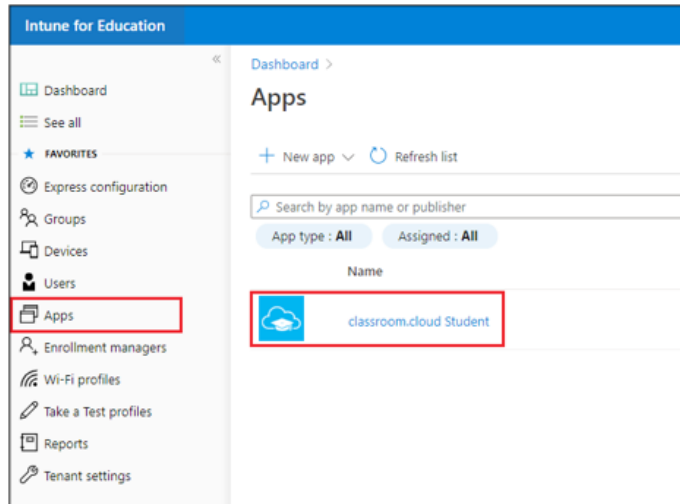 Intune for Education
«
Dashboard
See all
FAVORITES
Express configuration
Groups
Devices
Users
Apps
Enrollment managers
Wi-Fi profiles
Take a Test profiles
Reports
Tenant settings
Dashboard >
Apps
New app
Refresh list
Search by app name or publisher
App type : All Assigned : All
Name
classroom.cloud Student